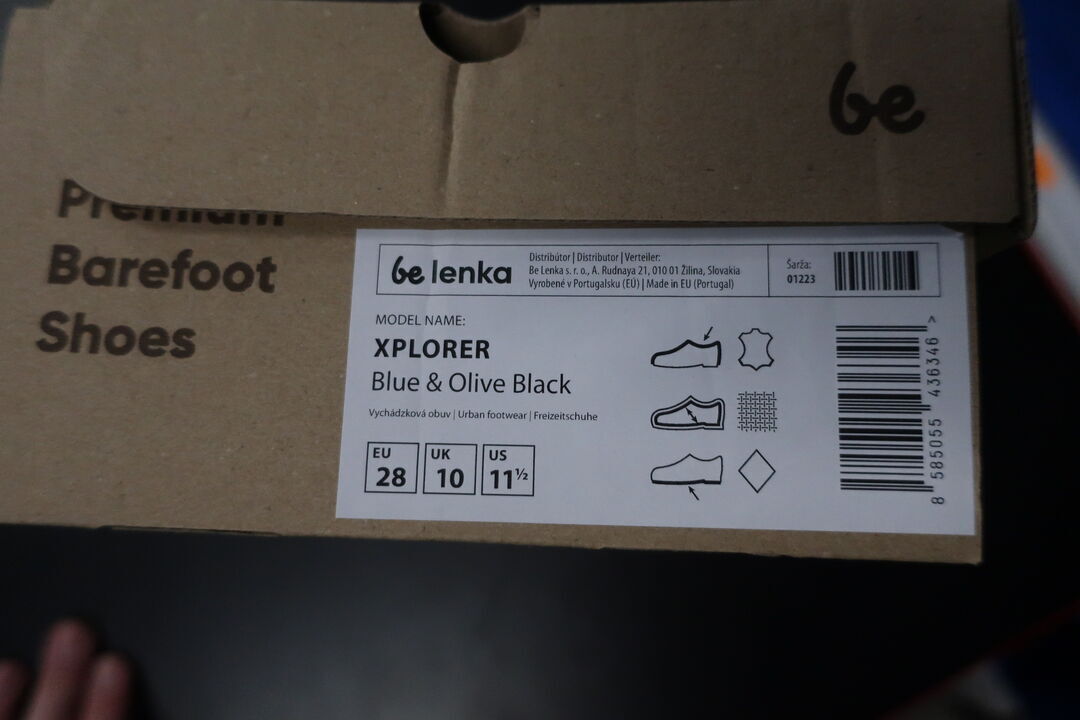 be
Premium
Barefoot
Shoes
be lenka
Distribútor | Distributor | Verteiler:
Be Lenka s. r. o., A. Rudnaya 21, 010 01 Žilina, Slovakia
Vyrobené v Portugalsku (EÚ) | Made in EU (Portugal)
Šarža:
01223
MODEL NAME:
XPLORER
Blue & Olive Black
Vychádzková obuv | Urban footwear | Freizeitschuhe
EU
28
UK
10
US
11½
8 585055 436346 >